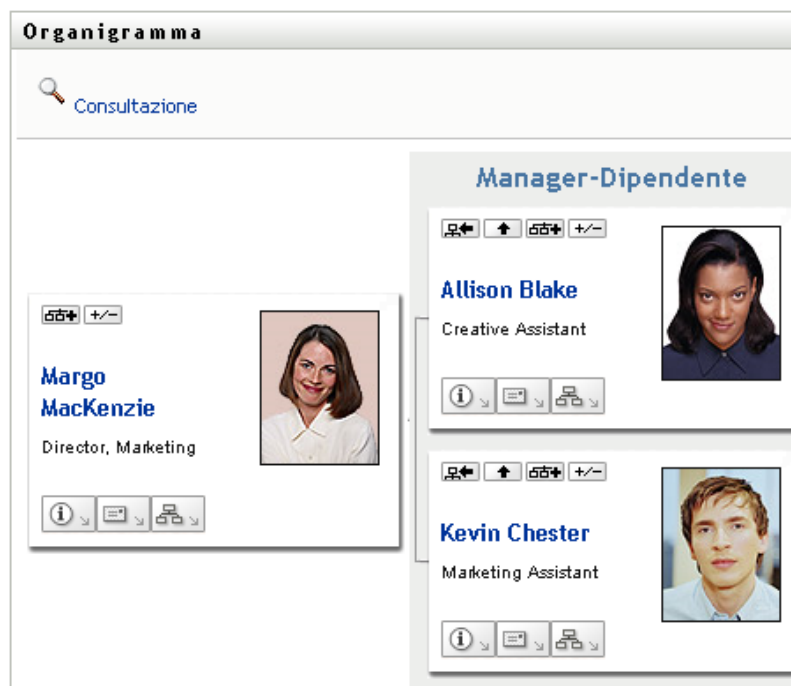 Organigramma
Consultazione
Manager-Dipendente
+/-
Allison Blake
Creative Assistant
+/-
Margo
MacKenzie
Director, Marketing
+/-
Kevin Chester
Marketing Assistant